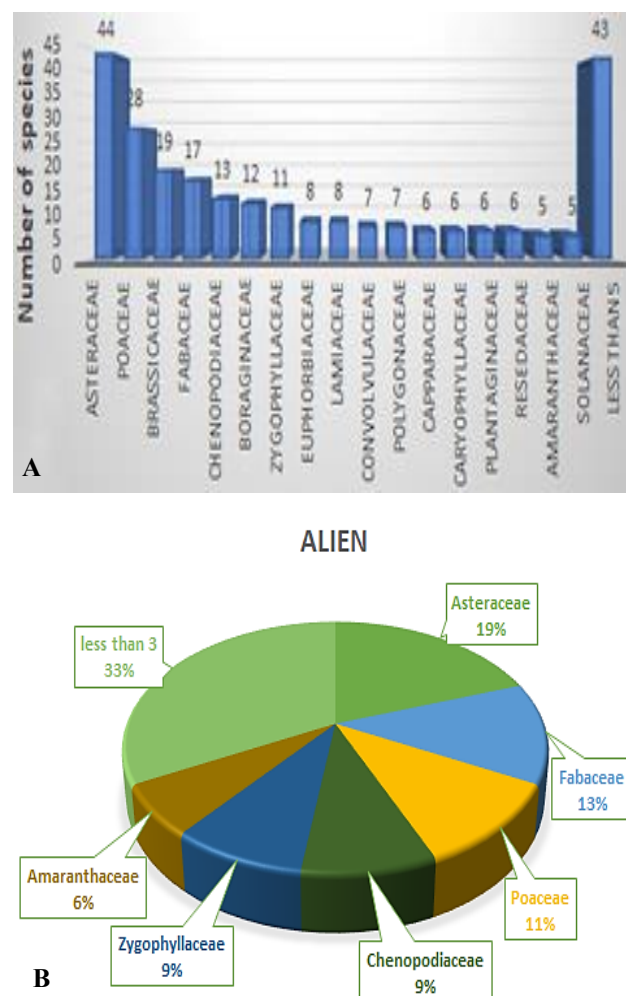 44
28
19
17
13
12
11
8
8
7
7
6
6
6
6
5
5
43
Number of species
45
40
35
30
25
20
15
10
5
0
ASTERACEAE
POACEAE
BRASSICACEAE
FABACEAE
CHENOPODIACEAE
BORAGINACEAE
ZYGOPHYLLACEAE
EUPHORBIACEAE
LAMIACEAE
CONVOLVULACEAE
POLYGONACEAE
CAPPARACEAE
CARYOPHYLLACEAE
PLANTAGINACEAE
RESEDACEAE
AMARANTHACEAE
SOLANACEAE
LESS THAN 5
A
ALIEN
less than 3
33%
Asteraceae
19%
Fabaceae
13%
Amaranthaceae
6%
Poaceae
11%
Zygophyllaceae
9%
Chenopodiaceae
9%
B